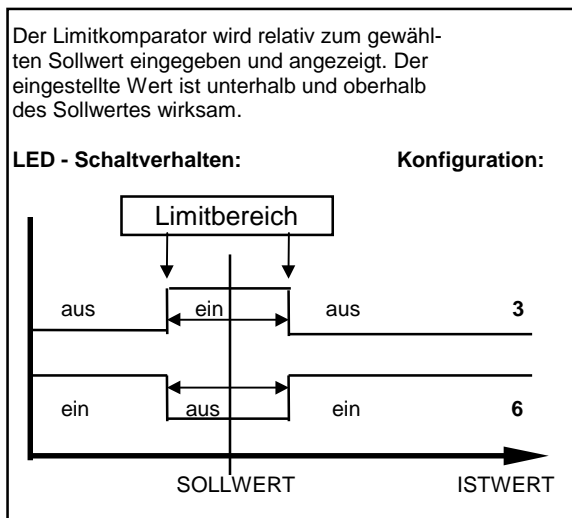 Der Limitkomparator wird relativ zum gewähl-
ten Sollwert eingegeben und angezeigt. Der
eingestellte Wert ist unterhalb und oberhalb
des Sollwertes wirksam.
LED - Schaltverhalten: Konfiguration:
Limitbereich
aus ein aus 3
ein aus ein 6
SOLLWERT ISTWERT